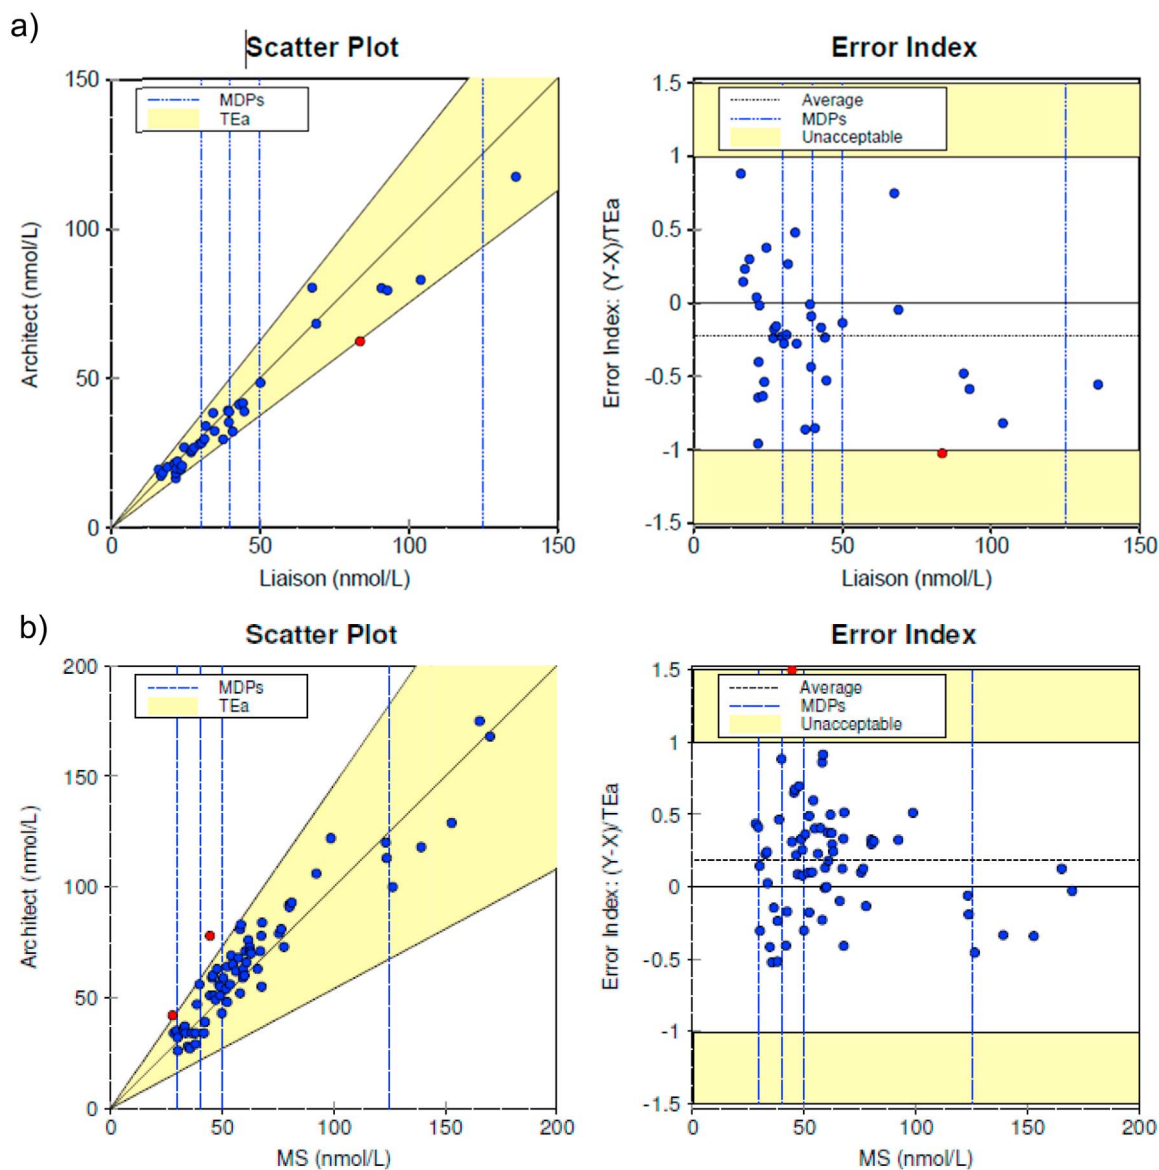 a)
Scatter Plot
150
100
50
0
0
50
100
150
MDPs
TEa
Architect (nmol/L)
Liaison (nmol/L)
Error Index
1.5
1
0.5
0
-0.5
-1
-1.5
0
50
100
150
Average
MDPs
Unacceptable
Error Index: (Y-X)/TEa
Liaison (nmol/L)
b)
Scatter Plot
200
150
100
50
0
0
50
100
150
200
MDPs
TEa
Architect (nmol/L)
MS (nmol/L)
Error Index
1.5
1
0.5
0
-0.5
-1
-1.5
0
50
100
150
200
Average
MDPs
Unacceptable
Error Index: (Y-X)/TEa
MS (nmol/L)